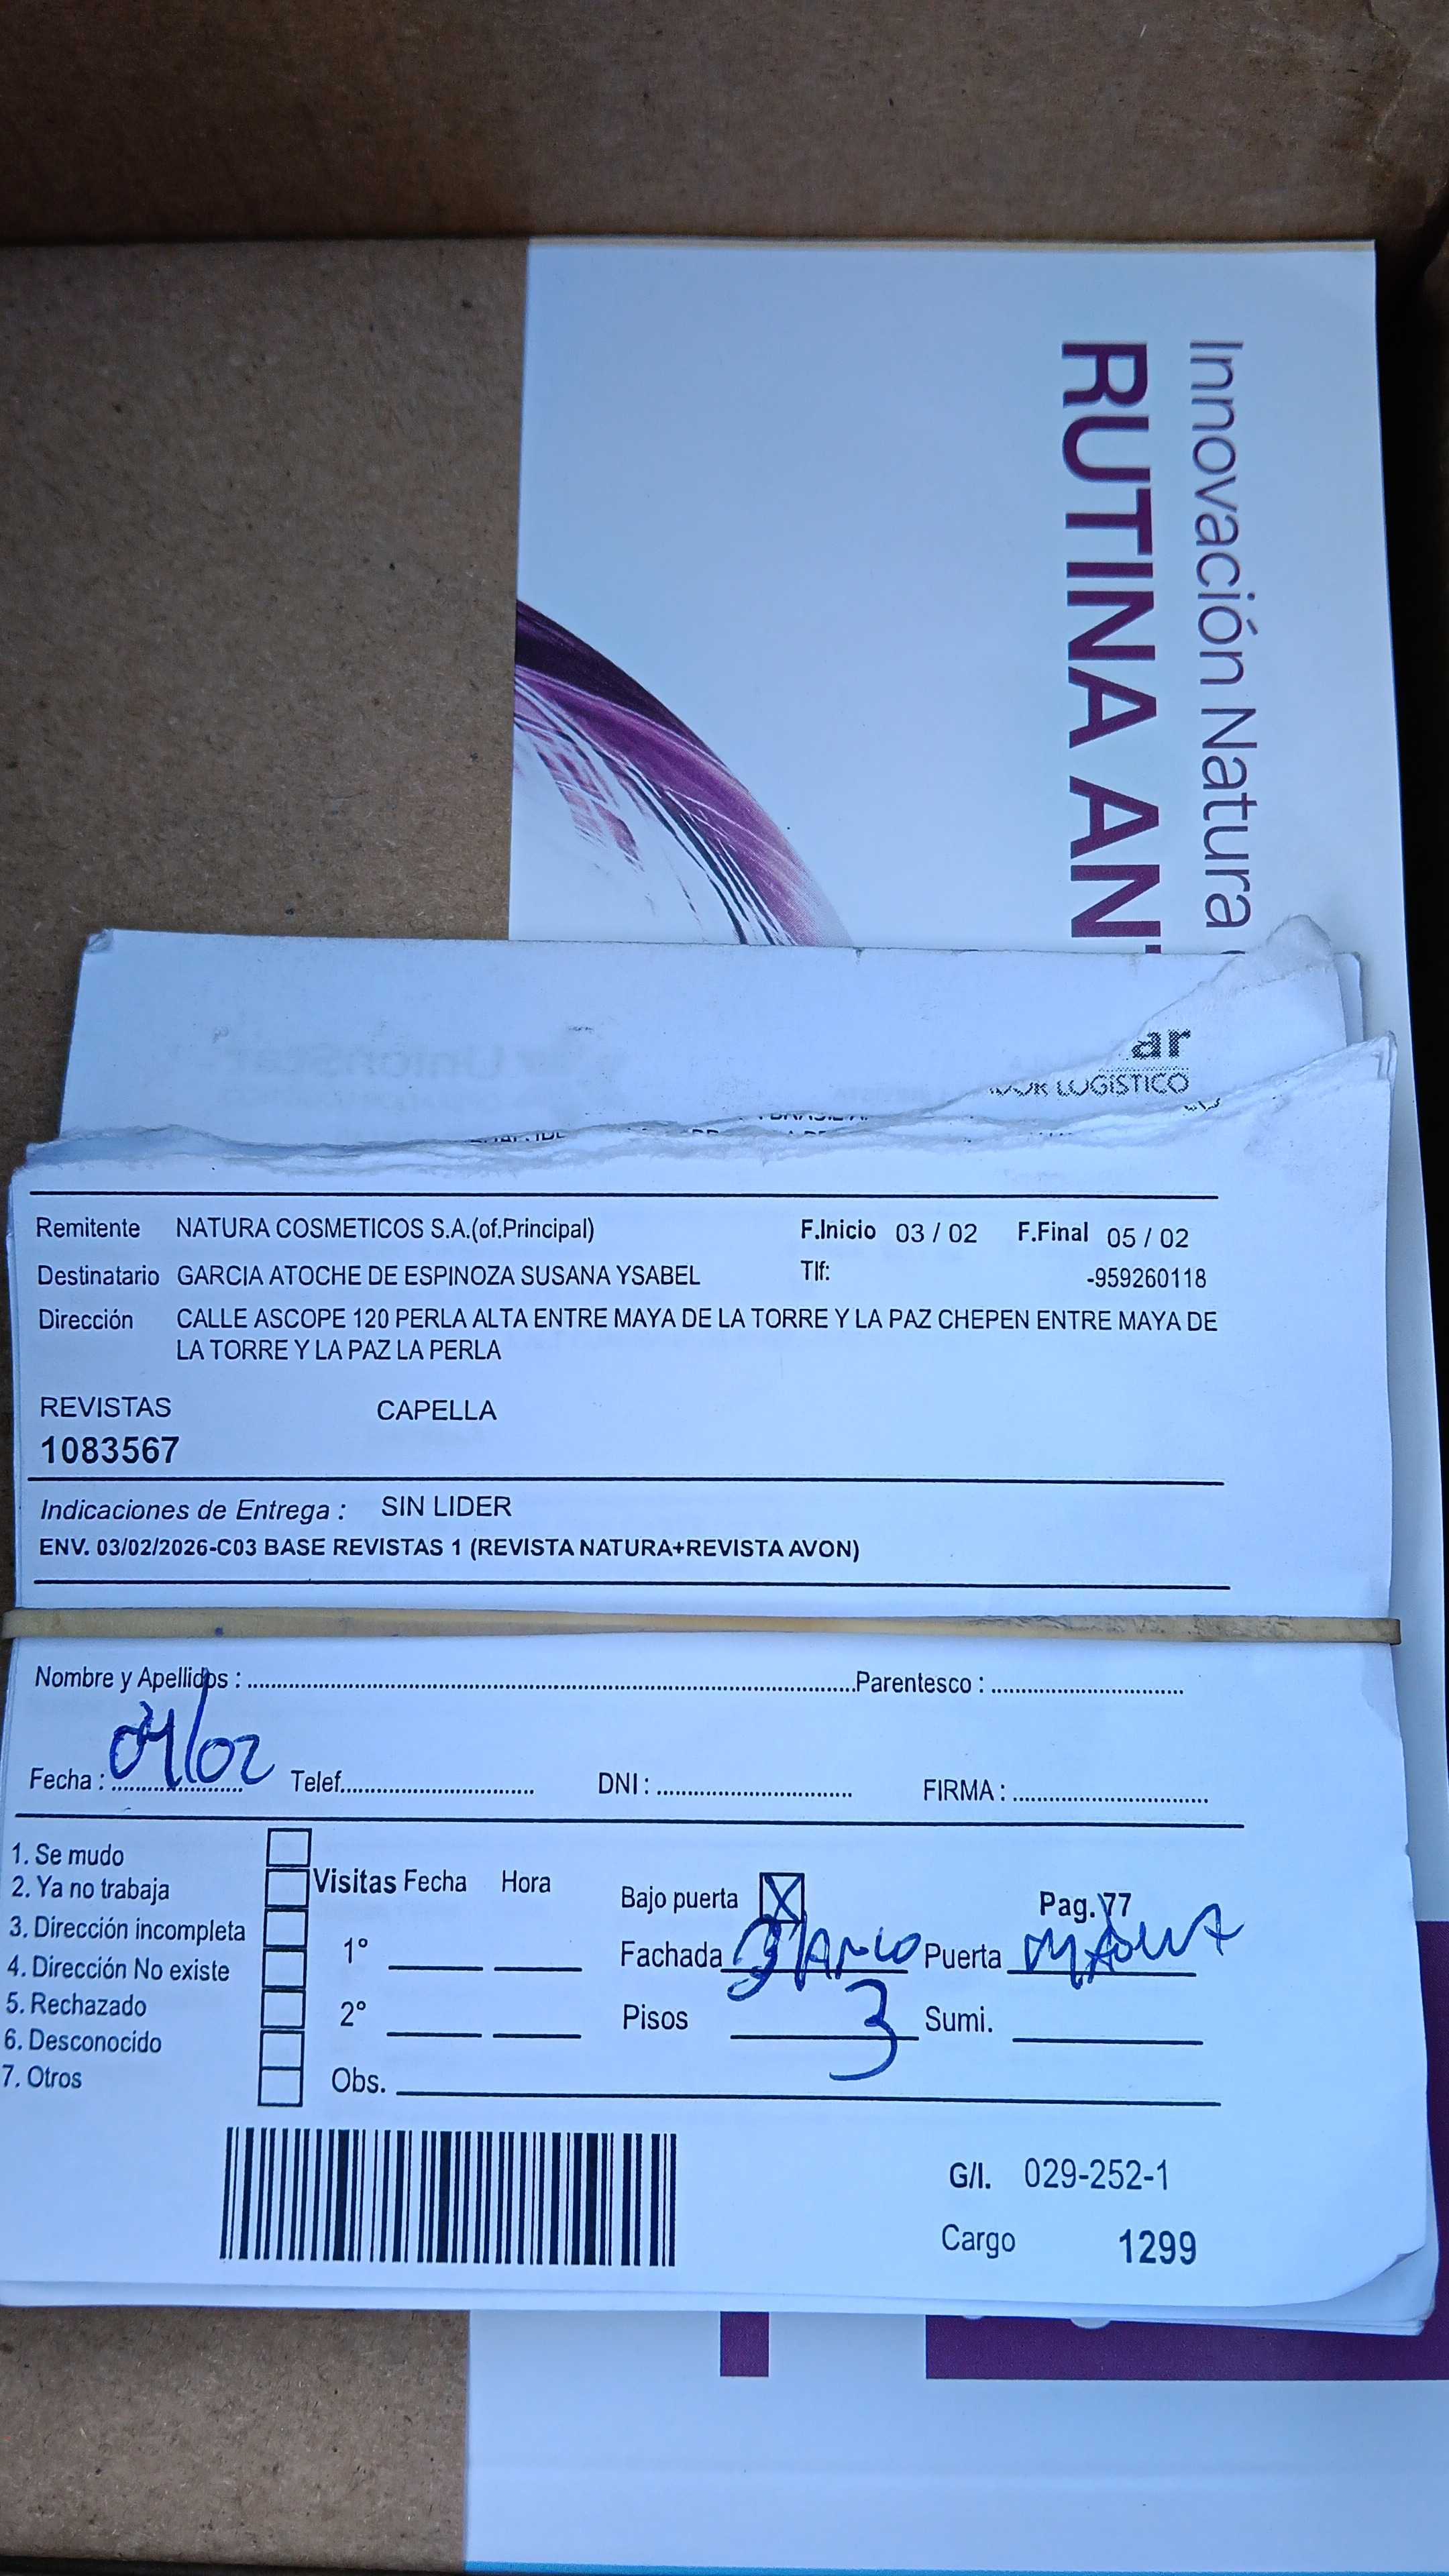 Innovación Natura
RUTINA AN
ar
LOGÍSTICO
Remitente NATURA COSMETICOS S.A.(of.Principal) F.Inicio 03 / 02 F.Final 05 / 02
Destinatario GARCIA ATOCHE DE ESPINOZA SUSANA YSABEL Tlf: -959260118
Dirección CALLE ASCOPE 120 PERLA ALTA ENTRE MAYA DE LA TORRE Y LA PAZ CHEPEN ENTRE MAYA DE
LA TORRE Y LA PAZ LA PERLA
REVISTAS CAPELLA
1083567
Indicaciones de Entrega : SIN LIDER
ENV. 03/02/2026-C03 BASE REVISTAS 1 (REVISTA NATURA+REVISTA AVON)
Nombre y Apellidos : Parentesco :
Fecha : 04/02 Telef. DNI : FIRMA :
1. Se mudo
2. Ya no trabaja
3. Dirección incompleta
4. Dirección No existe
5. Rechazado
6. Desconocido
7. Otros
Visitas Fecha Hora
1°
2°
Obs.
Bajo puerta X Pag. 77
Fachada Blanco Puerta
Pisos 3 Sumi.
G/I. 029-252-1
Cargo 1299